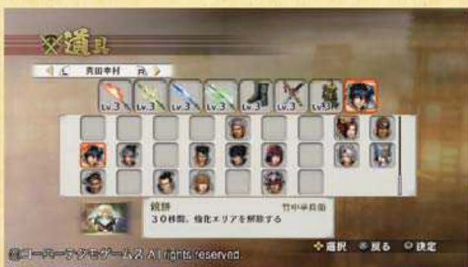 道具
L 真田幸村 R
Lv.3 Lv.3 Lv.3 Lv.3 Lv.3 Lv.3 Lv.3
鏡餅 竹中半兵衛
30秒間、強化エリアを解除する
選択 戻る 決定
©コーエーテクモゲームス All rights reserved.